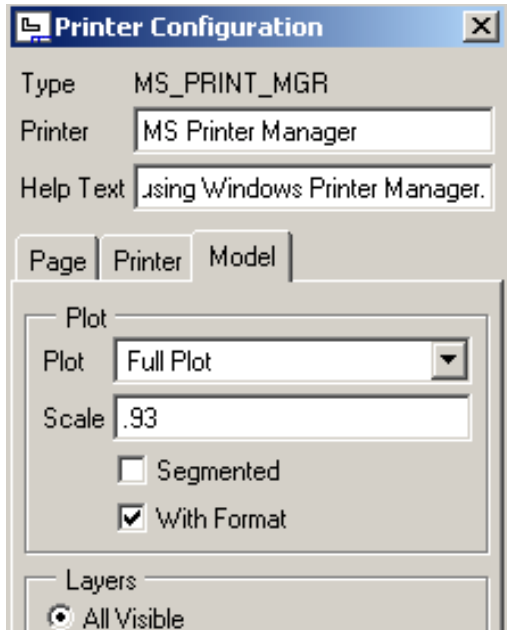 Printer Configuration
Type MS_PRINT_MGR
Printer MS Printer Manager
Help Text using Windows Printer Manager.
Page Printer Model
Plot
Plot Full Plot
Scale .93
Segmented
With Format
Layers
All Visible